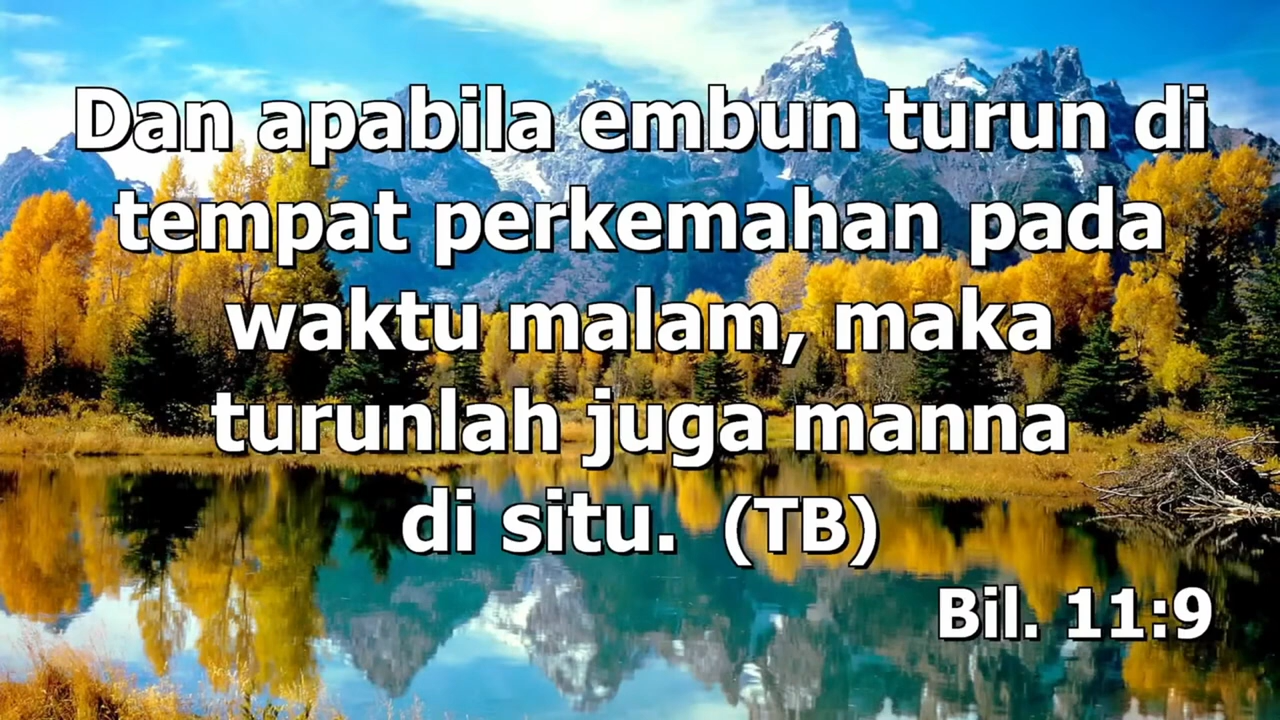 Dan apabila embun turun di
tempat perkemahan pada
waktu malam, maka
turunlah juga manna
di situ.  (TB)
Bil. 11:9